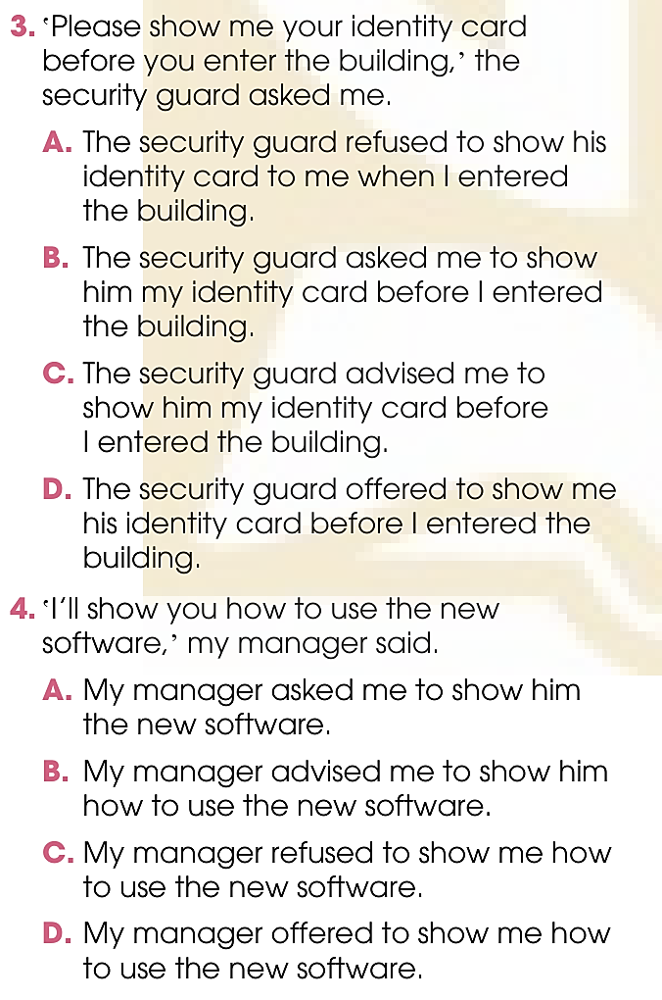 3. ‘Please show me your identity card
before you enter the building,’ the
security guard asked me.
A. The security guard refused to show his
identity card to me when I entered
the building.
B. The security guard asked me to show
him my identity card before I entered
the building.
C. The security guard advised me to
show him my identity card before
I entered the building.
D. The security guard offered to show me
his identity card before I entered the
building.
4. ‘I’ll show you how to use the new
software,’ my manager said.
A. My manager asked me to show him
the new software.
B. My manager advised me to show him
how to use the new software.
C. My manager refused to show me how
to use the new software.
D. My manager offered to show me how
to use the new software.